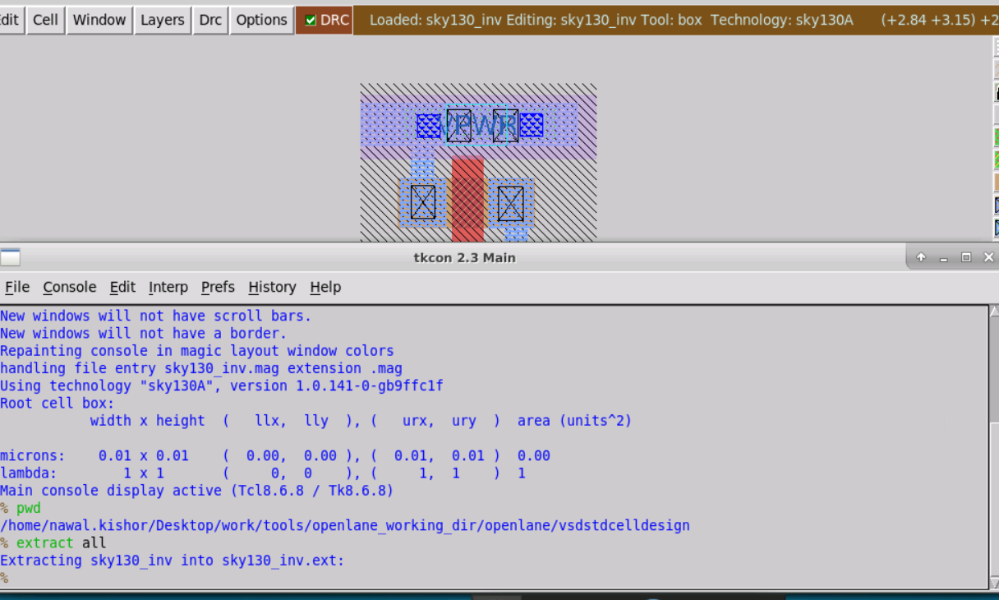 Cell Window Layers Drc Options DRC Loaded: sky130_inv Editing: sky130_inv Tool: box Technology: sky130A (+2.84 +3.15)
VPWR
tkcon 2.3 Main
File Console Edit Interp Prefs History Help
New windows will not have scroll bars.
New windows will not have a border.
Repainting console in magic layout window colors
handling file entry sky130_inv.mag extension .mag
Using technology "sky130A", version 1.0.141-0-gb9ffc1f
Root cell box:
width x height ( llx, lly ), ( urx, ury ) area (units^2)
microns: 0.01 x 0.01 ( 0.00, 0.00 ), ( 0.01, 0.01 ) 0.00
lambda: 1 x 1 ( 0, 0 ), ( 1, 1 ) 1
Main console display active (Tcl8.6.8 / Tk8.6.8)
% pwd
/home/nawal.kishor/Desktop/work/tools/openlane_working_dir/openlane/vsdstdcelldesign
% extract all
Extracting sky130_inv into sky130_inv.ext:
%